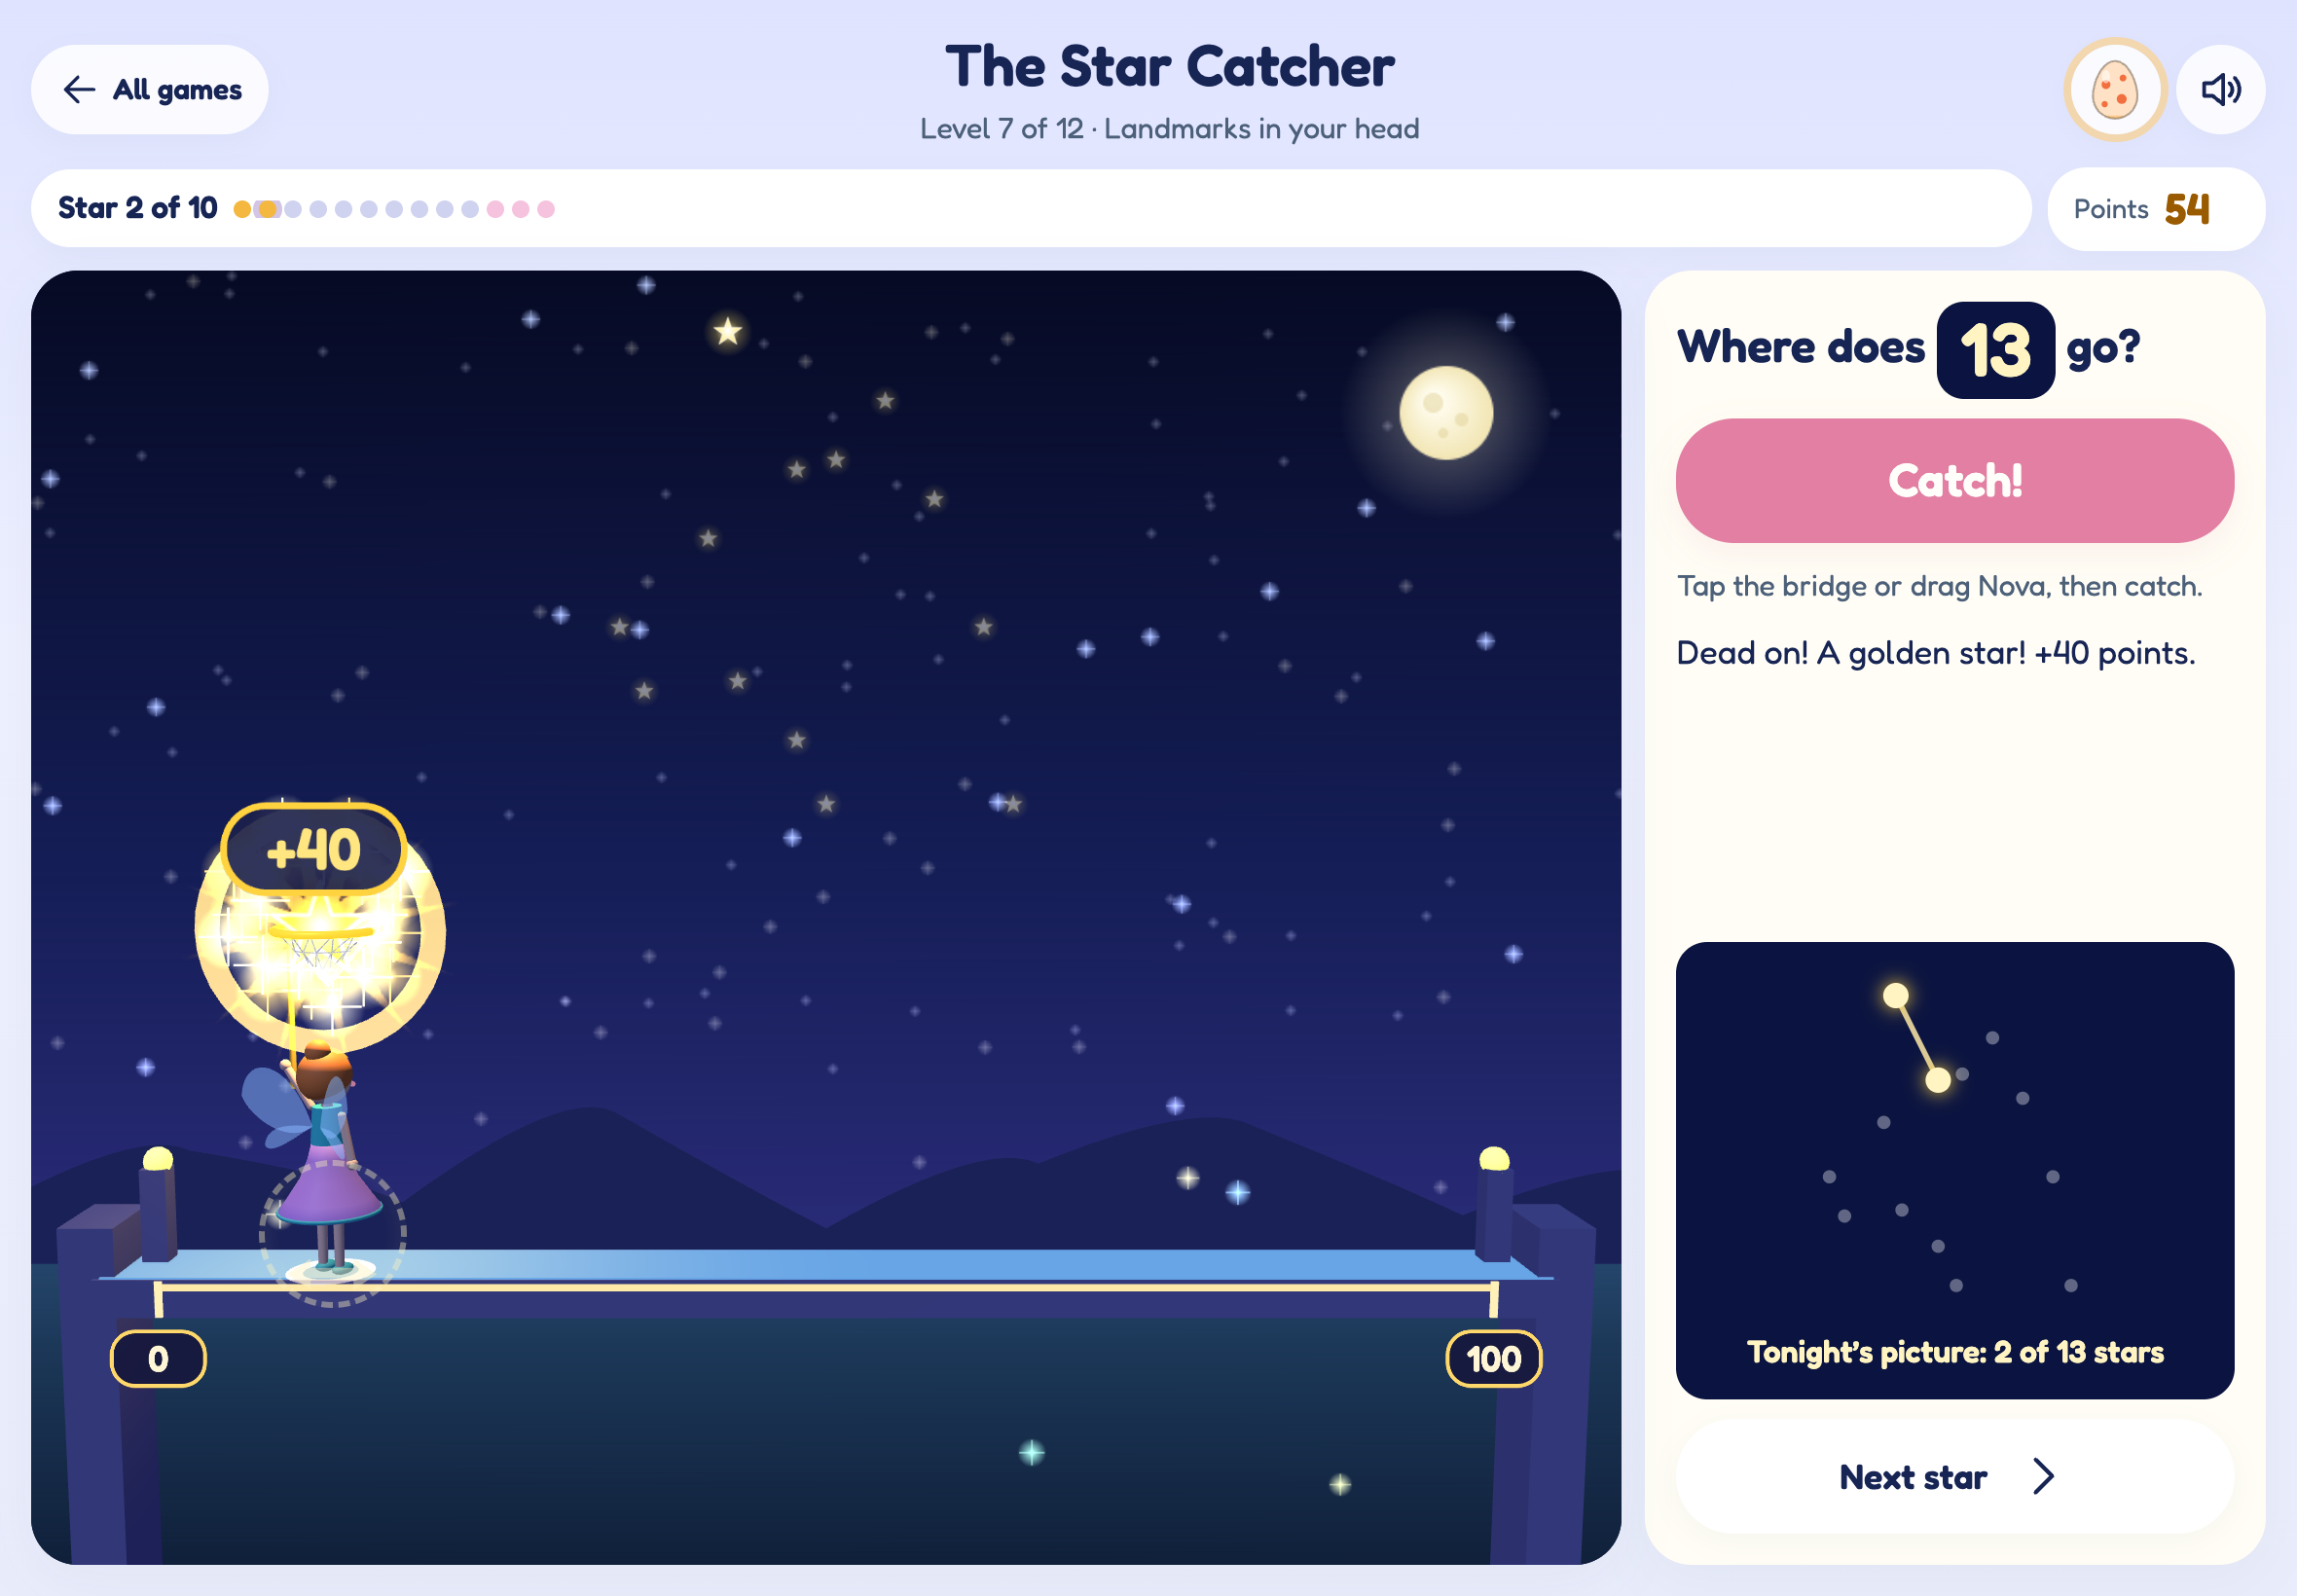 All games
The Star Catcher
Level 7 of 12 · Landmarks in your head
Star 2 of 10
Points 54
Where does 13 go?
Catch!
Tap the bridge or drag Nova, then catch.
Dead on! A golden star! +40 points.
+40
0
100
Tonight's picture: 2 of 13 stars
Next star